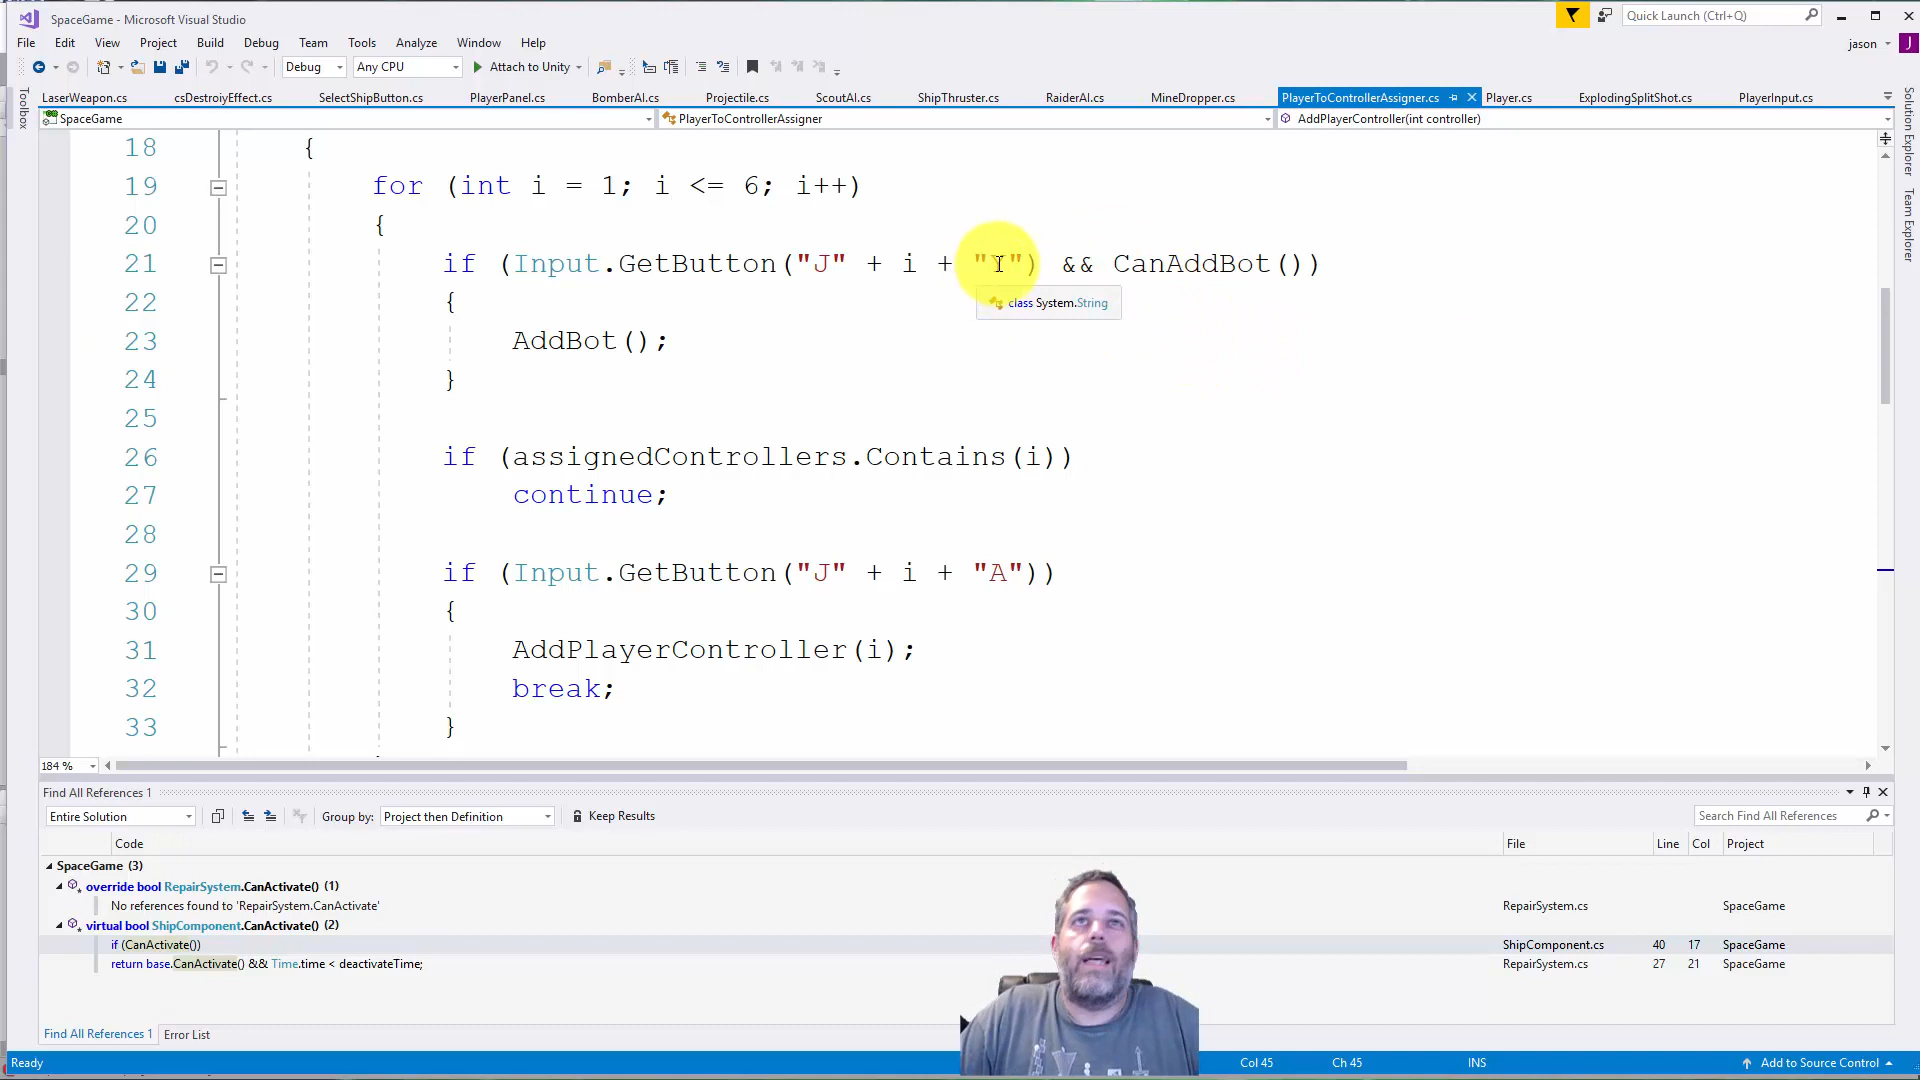 SpaceGame - Microsoft Visual Studio
Quick Launch (Ctrl+Q)
File Edit View Project Build Debug Team Tools Analyze Window Help
jason J
Debug Any CPU Attach to Unity
LaserWeapon.cs csDestroiyEffect.cs SelectShipButton.cs PlayerPanel.cs BomberAI.cs Projectile.cs ScoutAI.cs ShipThruster.cs RaiderAI.cs MineDropper.cs PlayerToControllerAssigner.cs Player.cs ExplodingSplitShot.cs PlayerInput.cs
SpaceGame PlayerToControllerAssigner AddPlayerController(int controller)
Toolbox
Solution Explorer
Team Explorer
18 {
19 for (int i = 1; i <= 6; i++)
20 {
21 if (Input.GetButton("J" + i + "Y") && CanAddBot())
22 {
class System.String
23 AddBot();
24 }
25
26 if (assignedControllers.Contains(i))
27 continue;
28
29 if (Input.GetButton("J" + i + "A"))
30 {
31 AddPlayerController(i);
32 break;
33 }
184 %
Find All References 1
Entire Solution Group by: Project then Definition Keep Results Search Find All References
Code File Line Col Project
SpaceGame (3)
override bool RepairSystem.CanActivate() (1)
No references found to 'RepairSystem.CanActivate' RepairSystem.cs SpaceGame
virtual bool ShipComponent.CanActivate() (2)
if (CanActivate()) ShipComponent.cs 40 17 SpaceGame
return base.CanActivate() && Time.time < deactivateTime; RepairSystem.cs 27 21 SpaceGame
Find All References 1 Error List
Ready Col 45 Ch 45 INS Add to Source Control